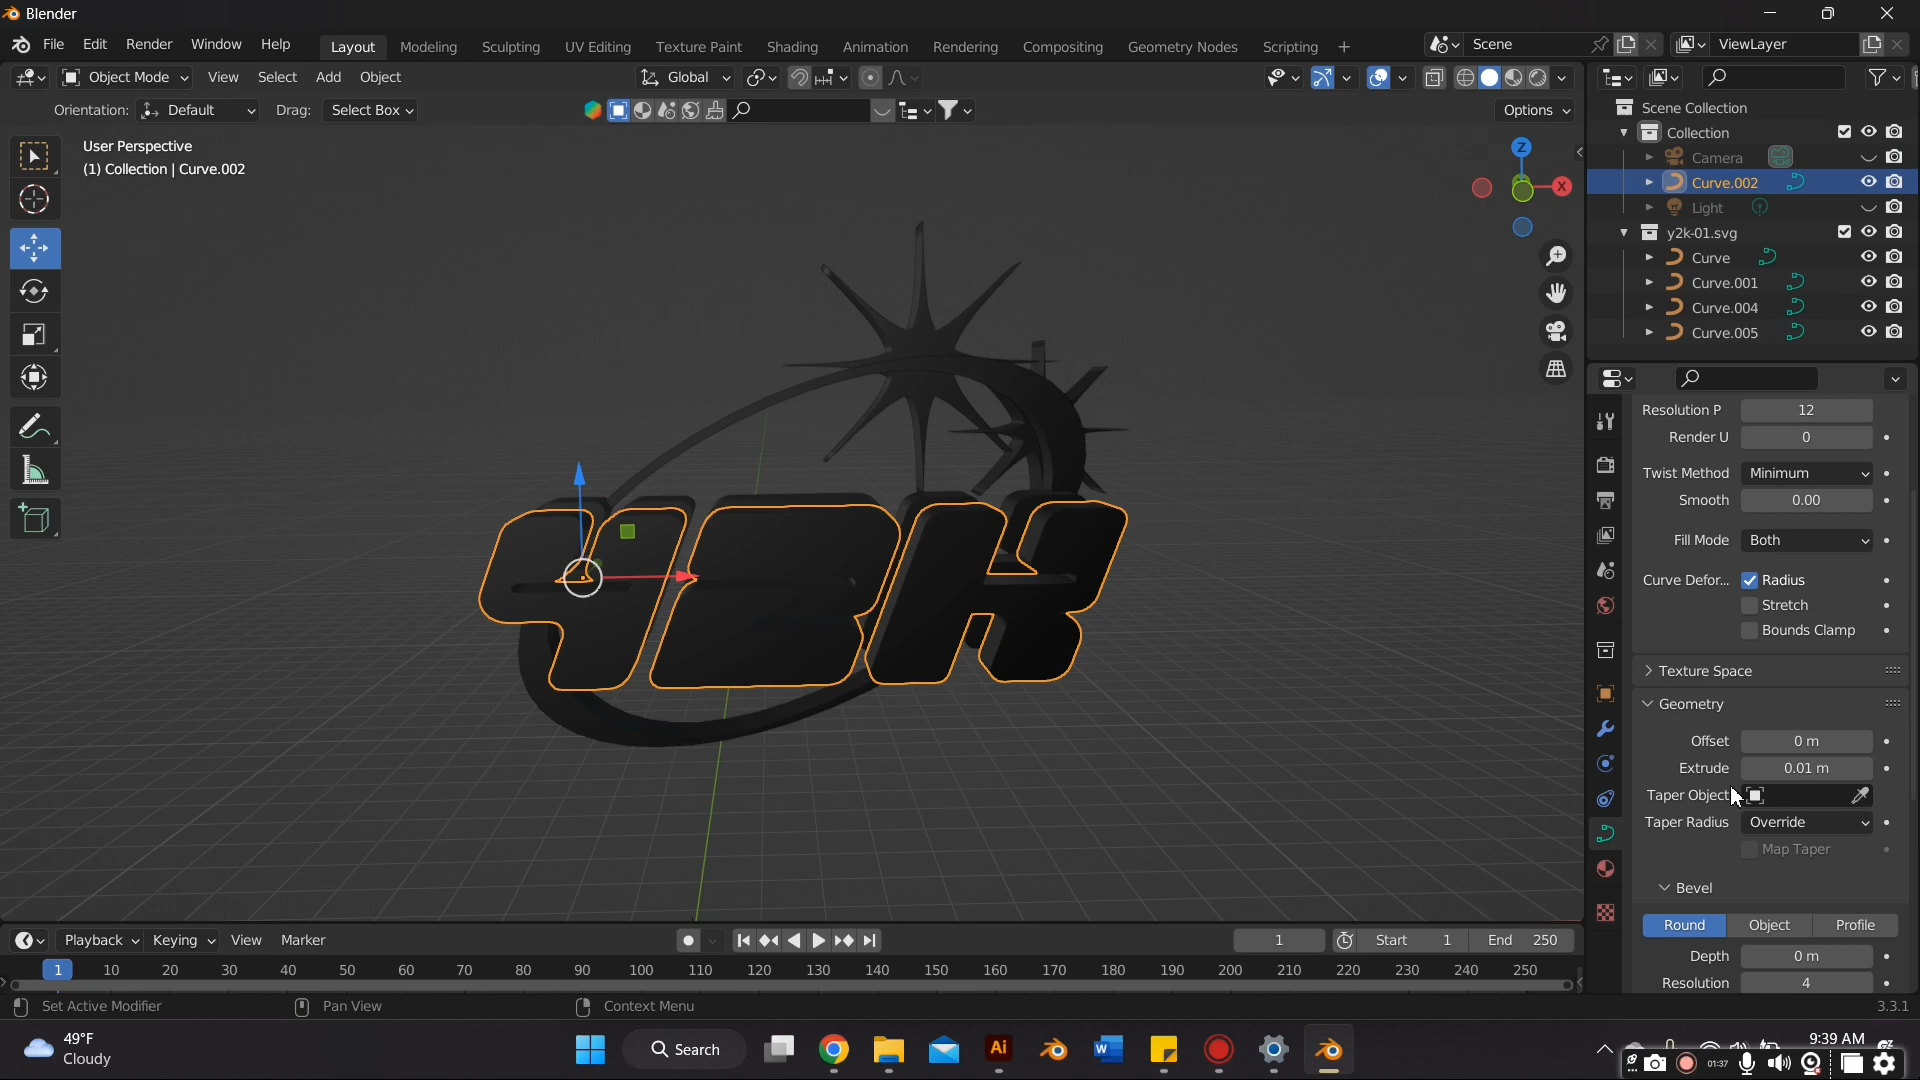 Blender
File Edit Render Window Help Layout Modeling Sculpting UV Editing Texture Paint Shading Animation Rendering Compositing Geometry Nodes Scripting + Scene ViewLayer
Object Mode View Select Add Object Global
Orientation: Default Drag: Select Box Options
User Perspective
(1) Collection | Curve.002
Z
X
Scene Collection
Collection
Camera
Curve.002
Light
y2k-01.svg
Curve
Curve.001
Curve.004
Curve.005
Resolution P 12
Render U 0
Twist Method Minimum
Smooth 0.00
Fill Mode Both
Curve Defor... Radius
Stretch
Bounds Clamp
Texture Space
Geometry
Offset 0 m
Extrude 0.01 m
Taper Object
Taper Radius Override
Map Taper
Bevel
Round Object Profile
Depth 0 m
Resolution 4
Playback Keying View Marker 1 Start 1 End 250
1 10 20 30 40 50 60 70 80 90 100 110 120 130 140 150 160 170 180 190 200 210 220 230 240 250
Set Active Modifier Pan View Context Menu 3.3.1
49°F
Cloudy
Search
Ai
W
9:39 AM
01:37